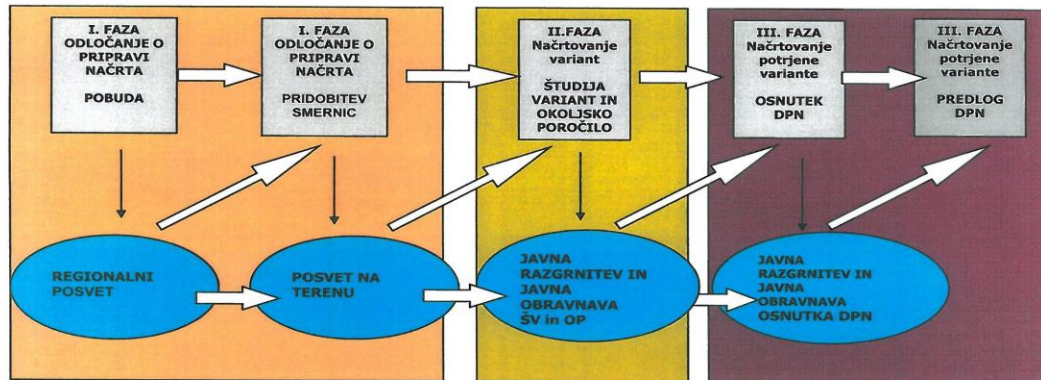 I. FAZA
ODLOČANJE O
PRIPRAVI
NAČRTA
POBUDA
I. FAZA
ODLOČANJE O
PRIPRAVI
NAČRTA
PRIDOBITEV
SMERNIC
II.FAZA
Načrtovanje
variant
ŠTUDIJA
VARIANT IN
OKOLJSKO
POROČILO
III. FAZA
Načrtovanje
potrjene
variante
OSNUTEK
DPN
III. FAZA
Načrtovanje
potrjene
variante
PREDLOG
DPN
REGIONALNI
POSVET
POSVET NA
TERENU
JAVNA
RAZGRNITEV IN
JAVNA
OBRAVNAVA
ŠV in OP
JAVNA
RAZGRNITEV IN
JAVNA
OBRAVNAVA
OSNUTKA DPN